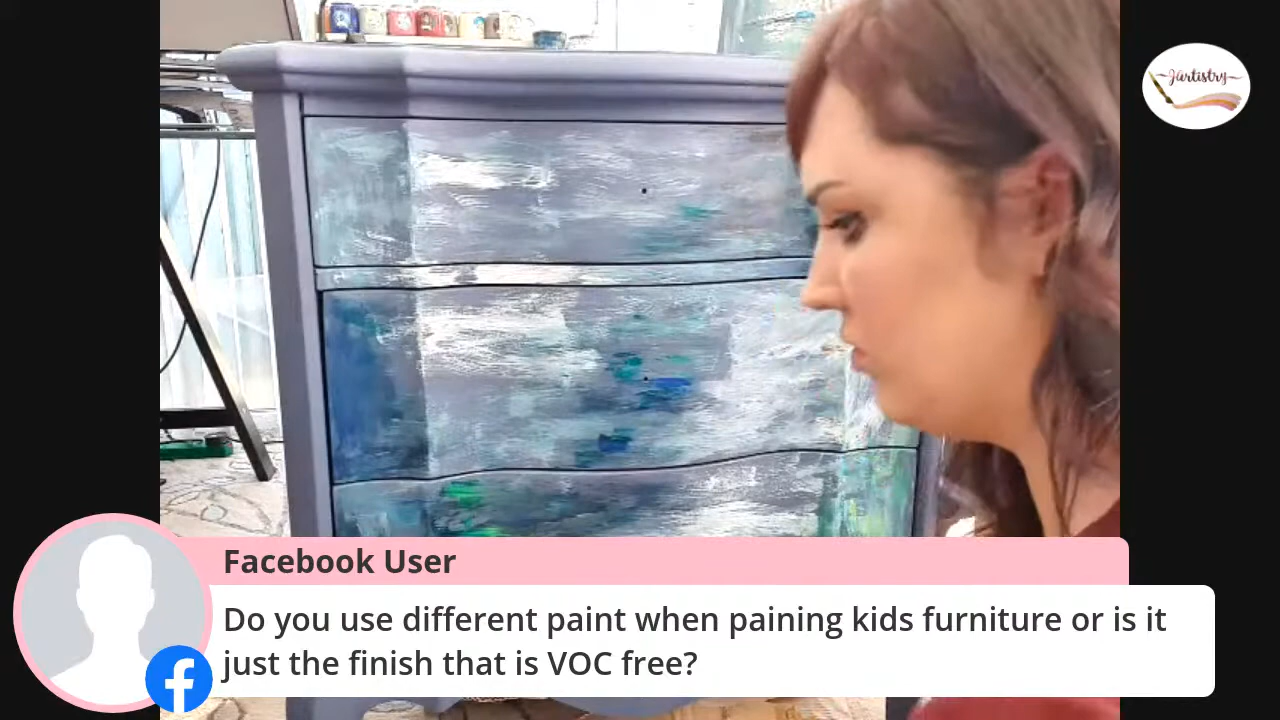 Jartistry
Facebook User
Do you use different paint when paining kids furniture or is it
just the finish that is VOC free?